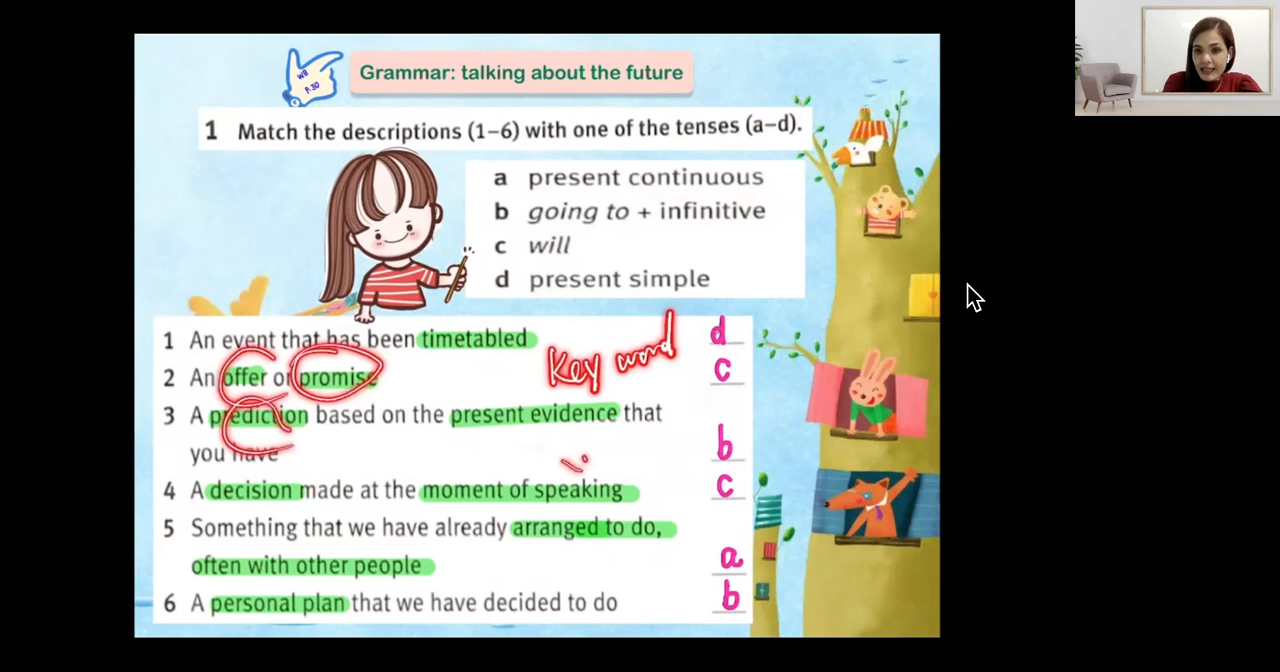 WB
P.30
Grammar: talking about the future
1 Match the descriptions (1–6) with one of the tenses (a–d).
a present continuous
b going to + infinitive
c will
d present simple
1 An event that has been timetabled d
Key word
2 An offer or promise c
3 A prediction based on the present evidence that
you have b
4 A decision made at the moment of speaking c
5 Something that we have already arranged to do,
often with other people a
6 A personal plan that we have decided to do b